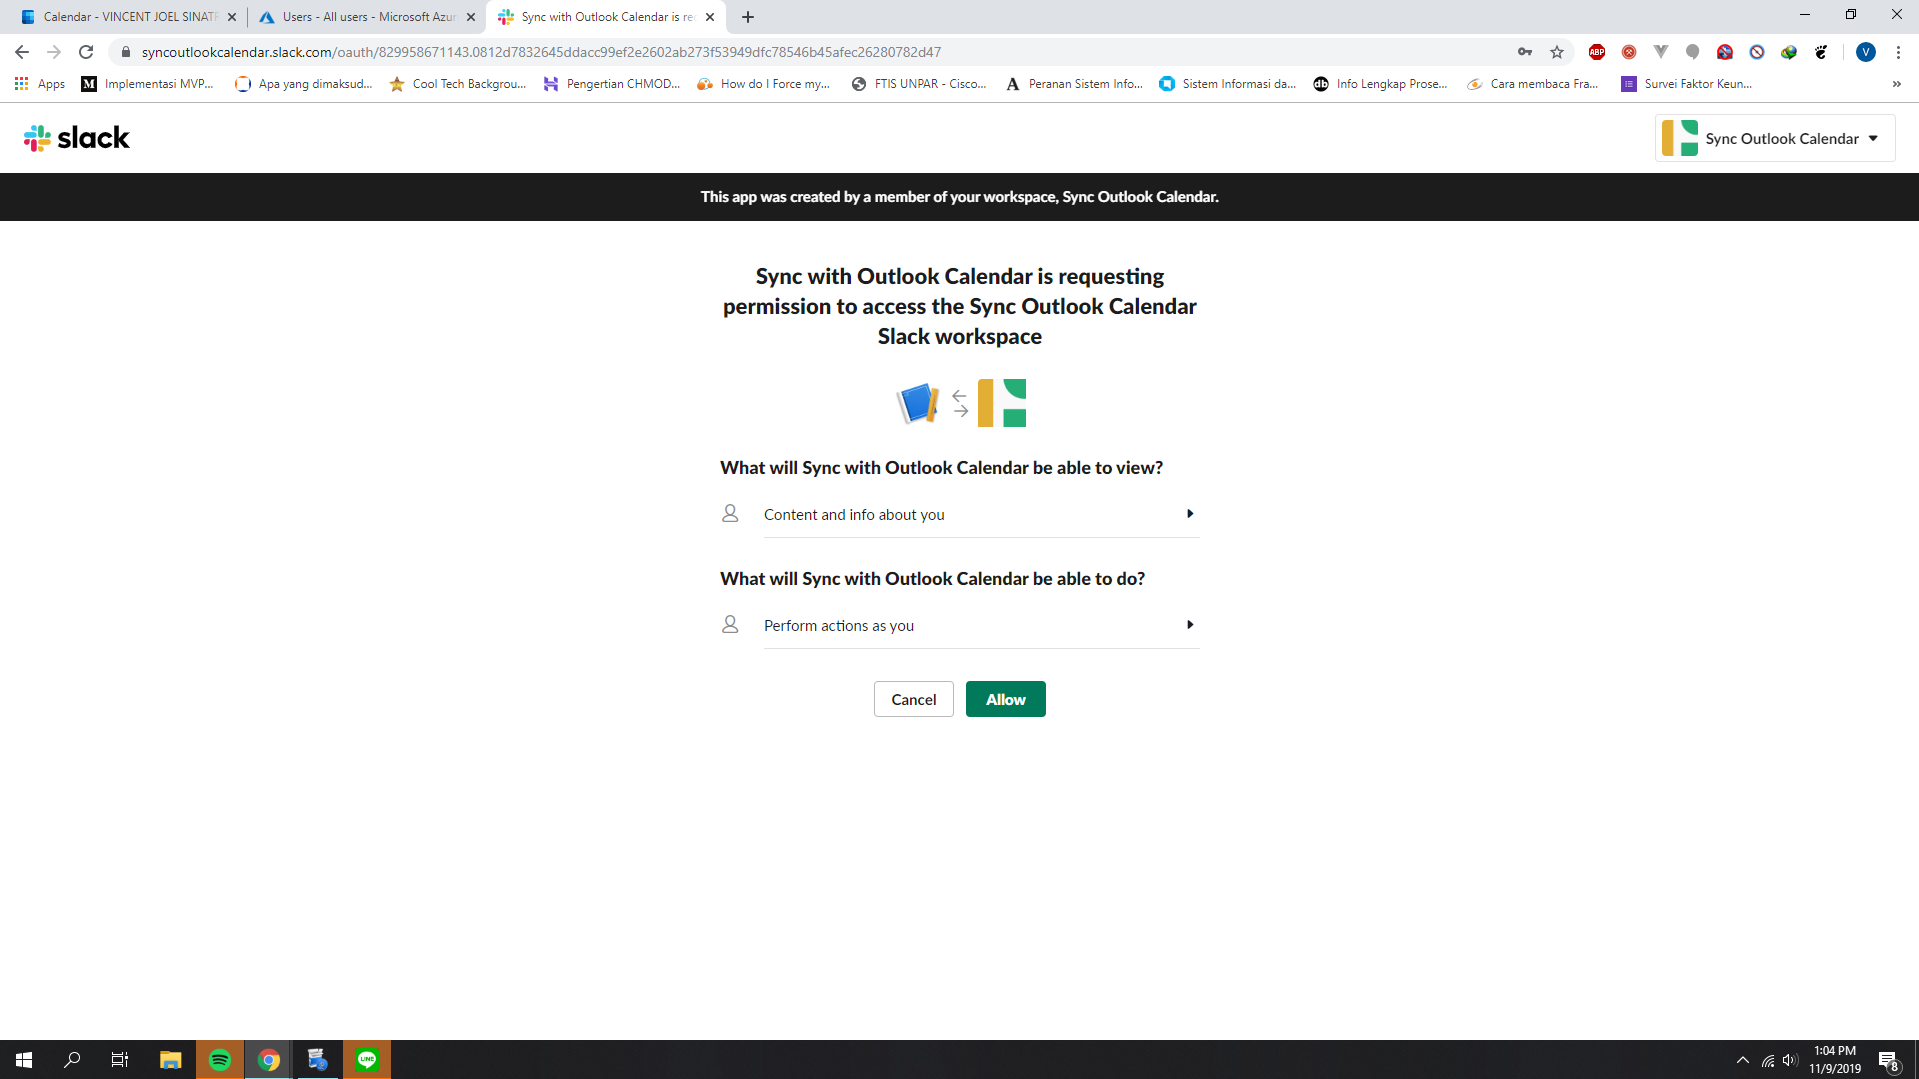 Calendar - VINCENT JOEL SINATR
Users - All users - Microsoft Azur
Sync with Outlook Calendar is re
syncoutlookcalendar.slack.com/oauth/829958671143.0812d7832645ddacc99ef2e2602ab273f53949dfc78546b45afec26280782d47
ABP
V
Apps
M Implementasi MVP...
Apa yang dimaksud...
Cool Tech Backgrou...
Pengertian CHMOD...
How do I Force my...
FTIS UNPAR - Cisco...
A Peranan Sistem Info...
Sistem Informasi da...
db Info Lengkap Prose...
Cara membaca Fra...
Survei Faktor Keun...
»
slack
Sync Outlook Calendar
This app was created by a member of your workspace, Sync Outlook Calendar.
Sync with Outlook Calendar is requesting
permission to access the Sync Outlook Calendar
Slack workspace
What will Sync with Outlook Calendar be able to view?
Content and info about you
What will Sync with Outlook Calendar be able to do?
Perform actions as you
Cancel
Allow
LINE
1:04 PM
11/9/2019
8